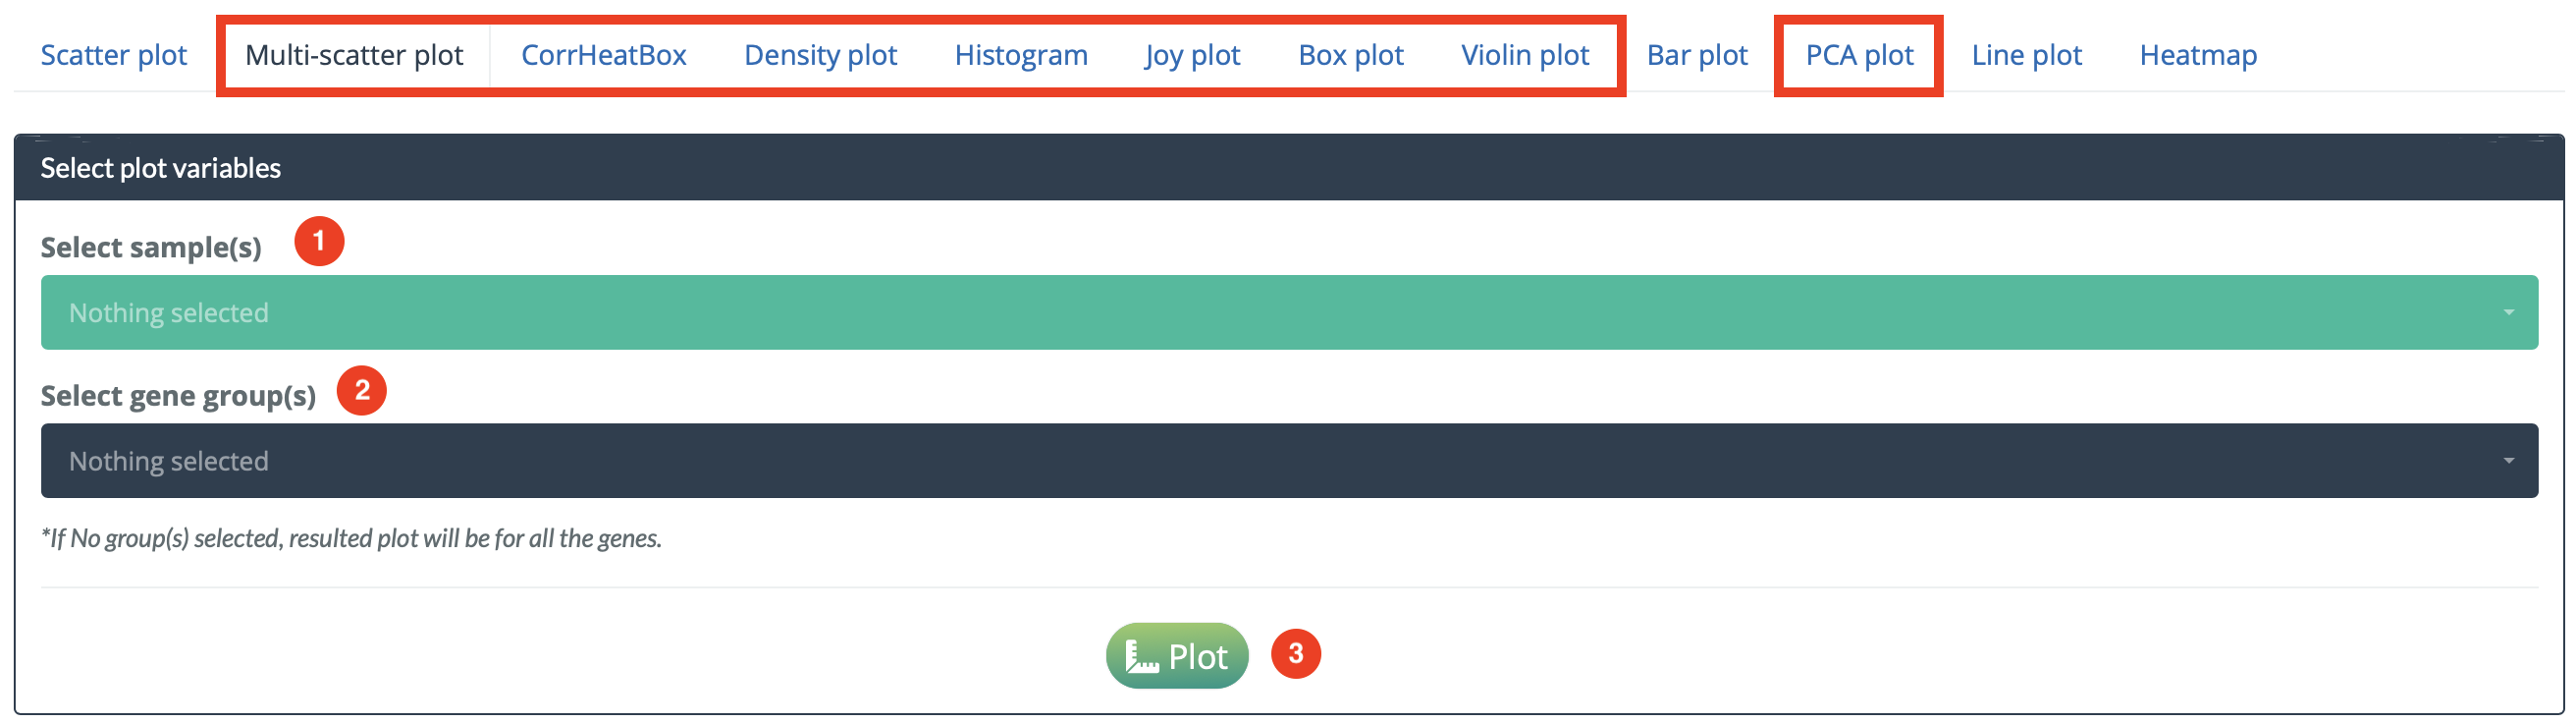 Scatter plot Multi-scatter plot CorrHeatBox Density plot Histogram Joy plot Box plot Violin plot Bar plot PCA plot Line plot Heatmap
Select plot variables
Select sample(s) 1
Nothing selected
Select gene group(s) 2
Nothing selected
*If No group(s) selected, resulted plot will be for all the genes.
Plot 3